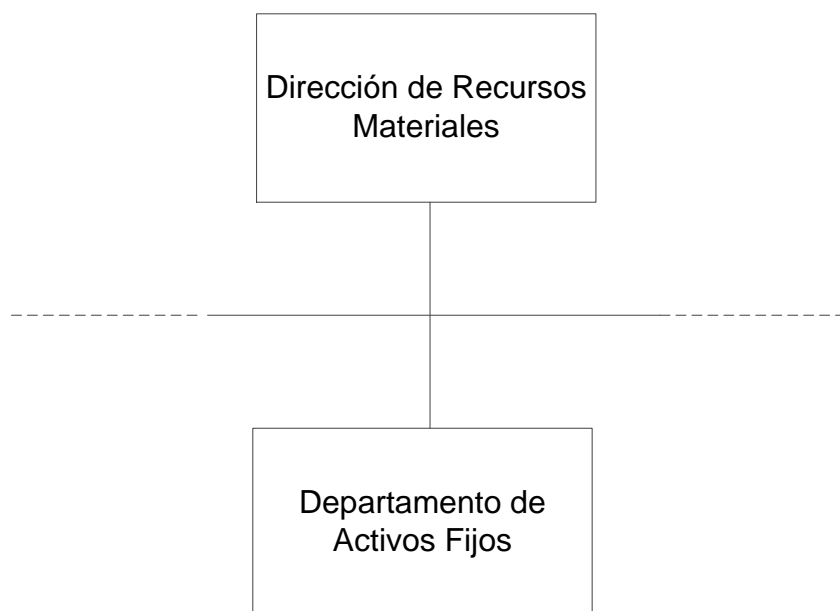 Dirección de Recursos
Materiales
Departamento de
Activos Fijos